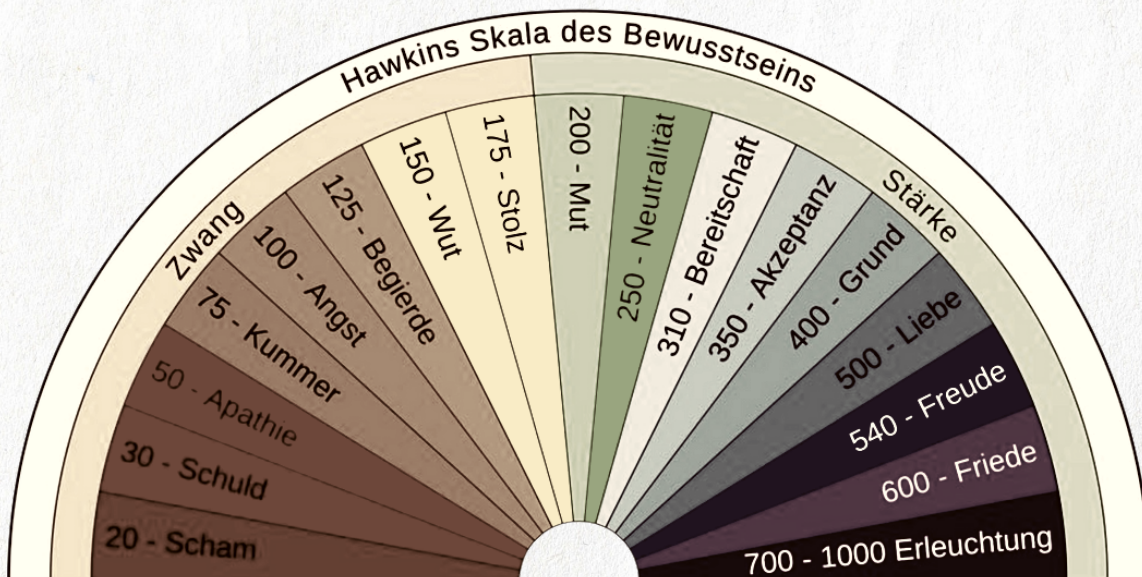 Hawkins Skala des Bewusstseins
Zwang
Stärke
20 - Scham
30 - Schuld
50 - Apathie
75 - Kummer
100 - Angst
125 - Begierde
150 - Wut
175 - Stolz
200 - Mut
250 - Neutralität
310 - Bereitschaft
350 - Akzeptanz
400 - Grund
500 - Liebe
540 - Freude
600 - Friede
700 - 1000 Erleuchtung